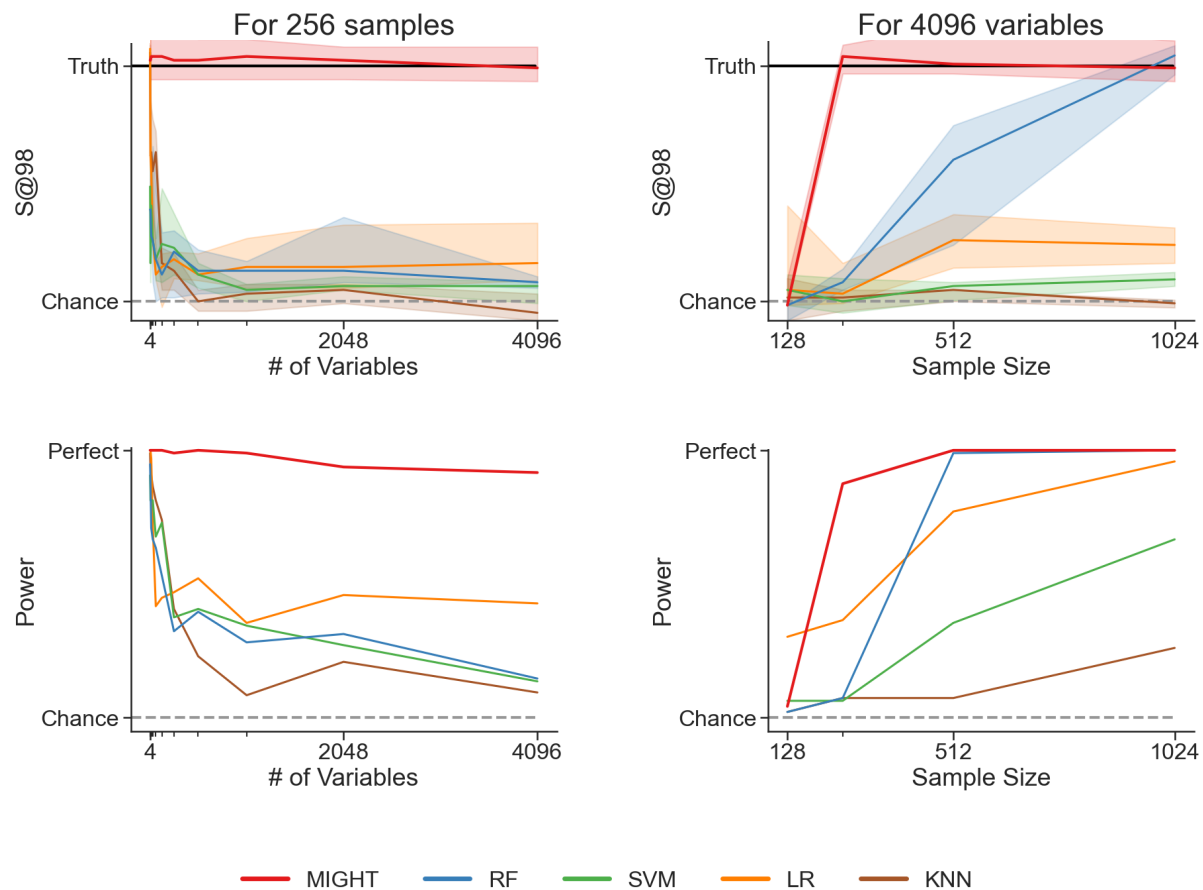 For 256 samples
For 4096 variables
Truth
S@98
Chance
4 2048 4096
# of Variables
Truth
S@98
Chance
128 512 1024
Sample Size
Perfect
Power
Chance
4 2048 4096
# of Variables
Perfect
Power
Chance
128 512 1024
Sample Size
MIGHT RF SVM LR KNN